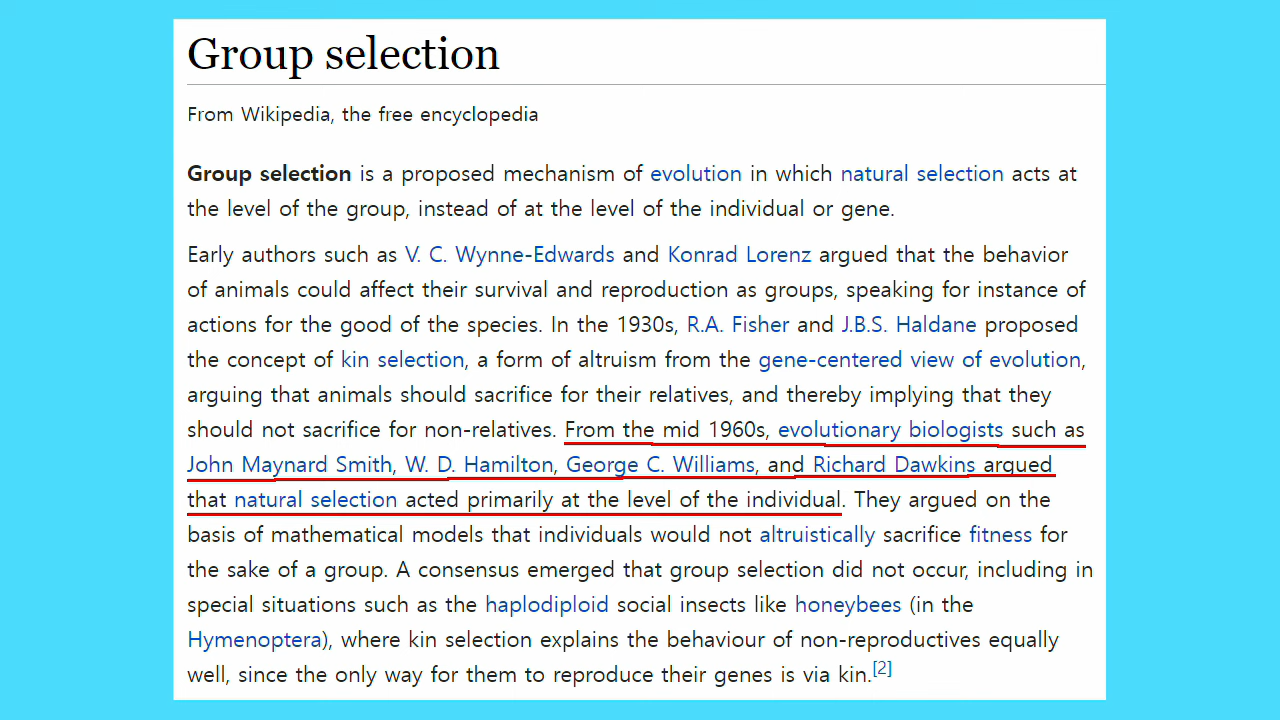 Group selection
From Wikipedia, the free encyclopedia
Group selection is a proposed mechanism of evolution in which natural selection acts at
the level of the group, instead of at the level of the individual or gene.
Early authors such as V. C. Wynne-Edwards and Konrad Lorenz argued that the behavior
of animals could affect their survival and reproduction as groups, speaking for instance of
actions for the good of the species. In the 1930s, R.A. Fisher and J.B.S. Haldane proposed
the concept of kin selection, a form of altruism from the gene-centered view of evolution,
arguing that animals should sacrifice for their relatives, and thereby implying that they
should not sacrifice for non-relatives. From the mid 1960s, evolutionary biologists such as
John Maynard Smith, W. D. Hamilton, George C. Williams, and Richard Dawkins argued
that natural selection acted primarily at the level of the individual. They argued on the
basis of mathematical models that individuals would not altruistically sacrifice fitness for
the sake of a group. A consensus emerged that group selection did not occur, including in
special situations such as the haplodiploid social insects like honeybees (in the
Hymenoptera), where kin selection explains the behaviour of non-reproductives equally
well, since the only way for them to reproduce their genes is via kin.[2]